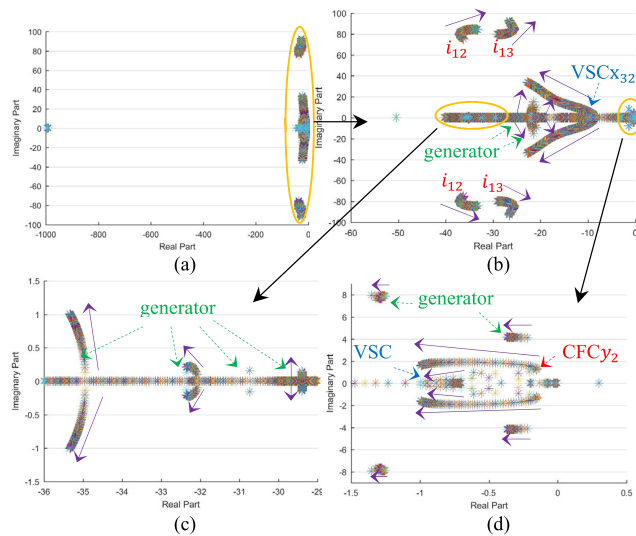 100
80
60
40
20
0
-20
-40
-60
-80
-100
-1000
-800
-600
-400
-200
0
Imaginary Part
Real Part
(a)
100
80
60
40
20
0
-20
-40
-60
-80
-100
-60
-50
-40
-30
-20
-10
0
Imaginary Part
Real Part
i12
i13
VSCx32
generator
i12
i13
(b)
1.5
1
0.5
0
-0.5
-1
-1.5
-36
-35
-34
-33
-32
-31
-30
-29
Imaginary Part
Real Part
generator
(c)
8
6
4
2
0
-2
-4
-6
-8
-1.5
-1
-0.5
0
0.5
Imaginary Part
Real Part
generator
VSC
CFCy2
(d)